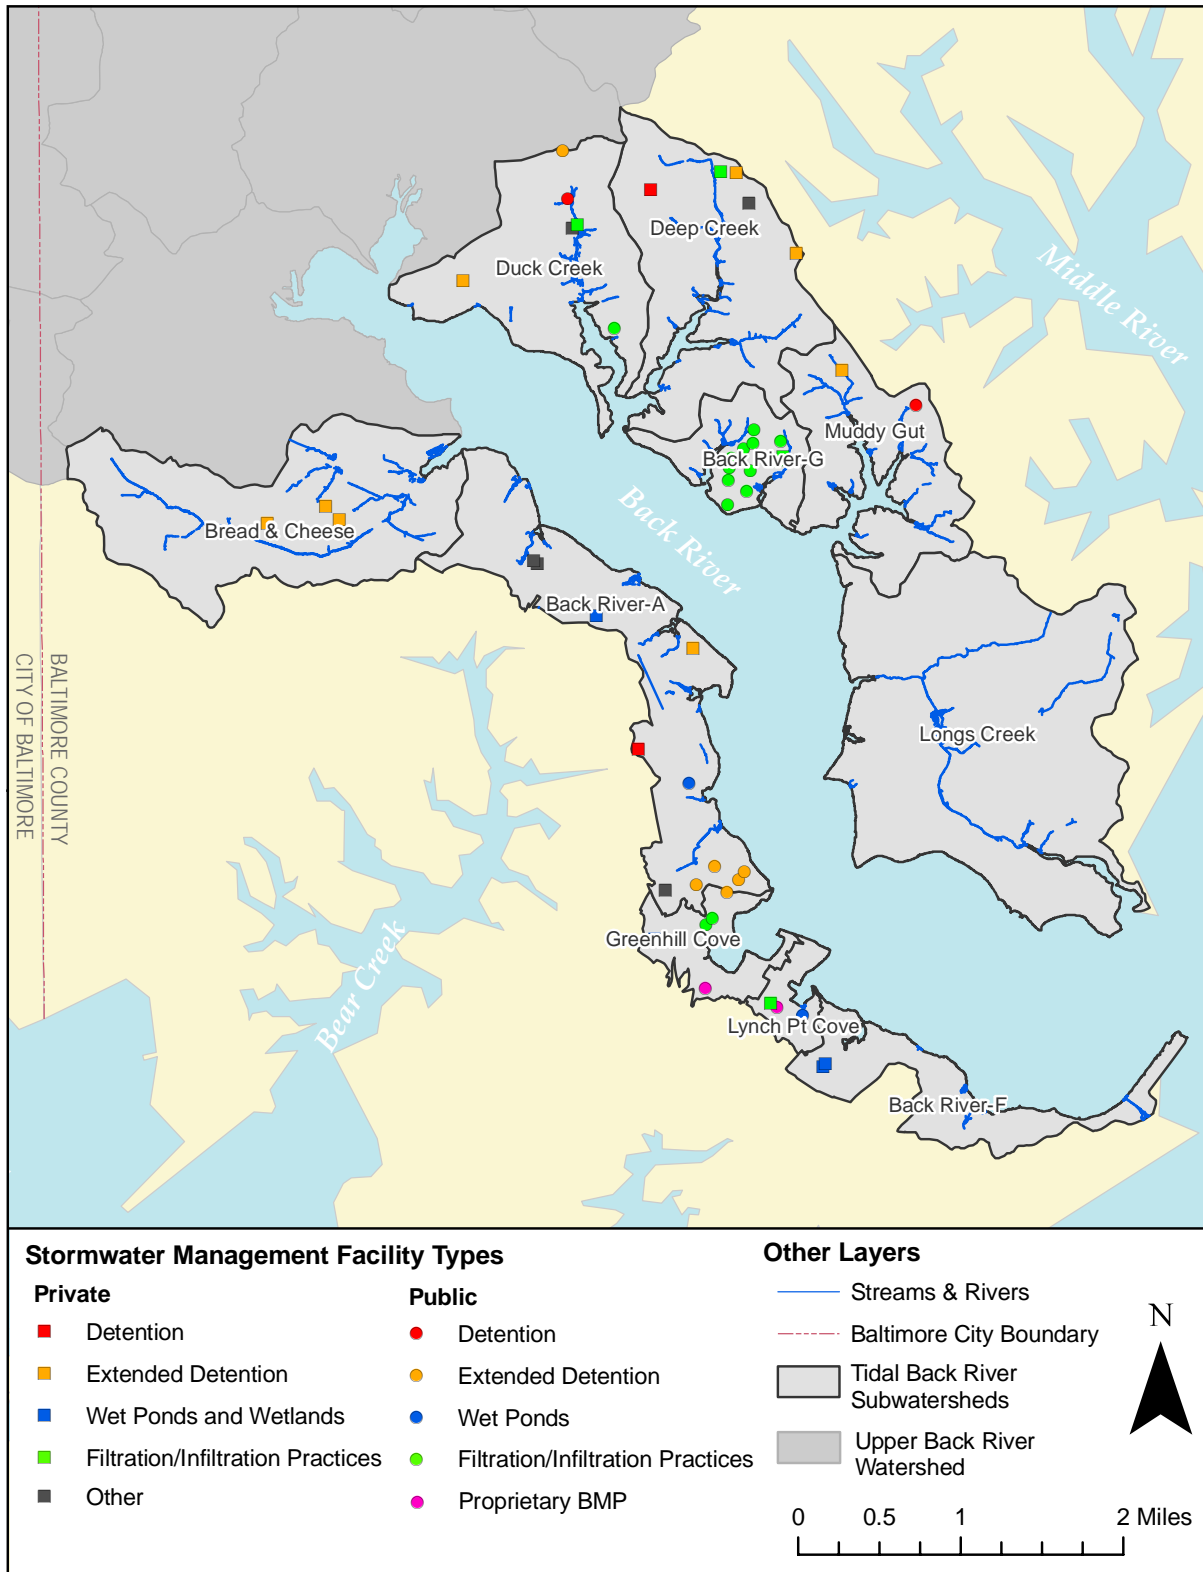 Deep Creek
Duck Creek
Middle River
Muddy Gut
Back River-G
Back River
Bread & Cheese
Back River-A
BALTIMORE COUNTY
CITY OF BALTIMORE
Longs Creek
Greenhill Cove
Bear Creek
Lynch Pt Cove
Back River-F
Stormwater Management Facility Types
Private
Detention
Extended Detention
Wet Ponds and Wetlands
Filtration/Infiltration Practices
Other
Public
Detention
Extended Detention
Wet Ponds
Filtration/Infiltration Practices
Proprietary BMP
Other Layers
Streams & Rivers
Baltimore City Boundary
Tidal Back River
Subwatersheds
Upper Back River
Watershed
N
0 0.5 1 2 Miles